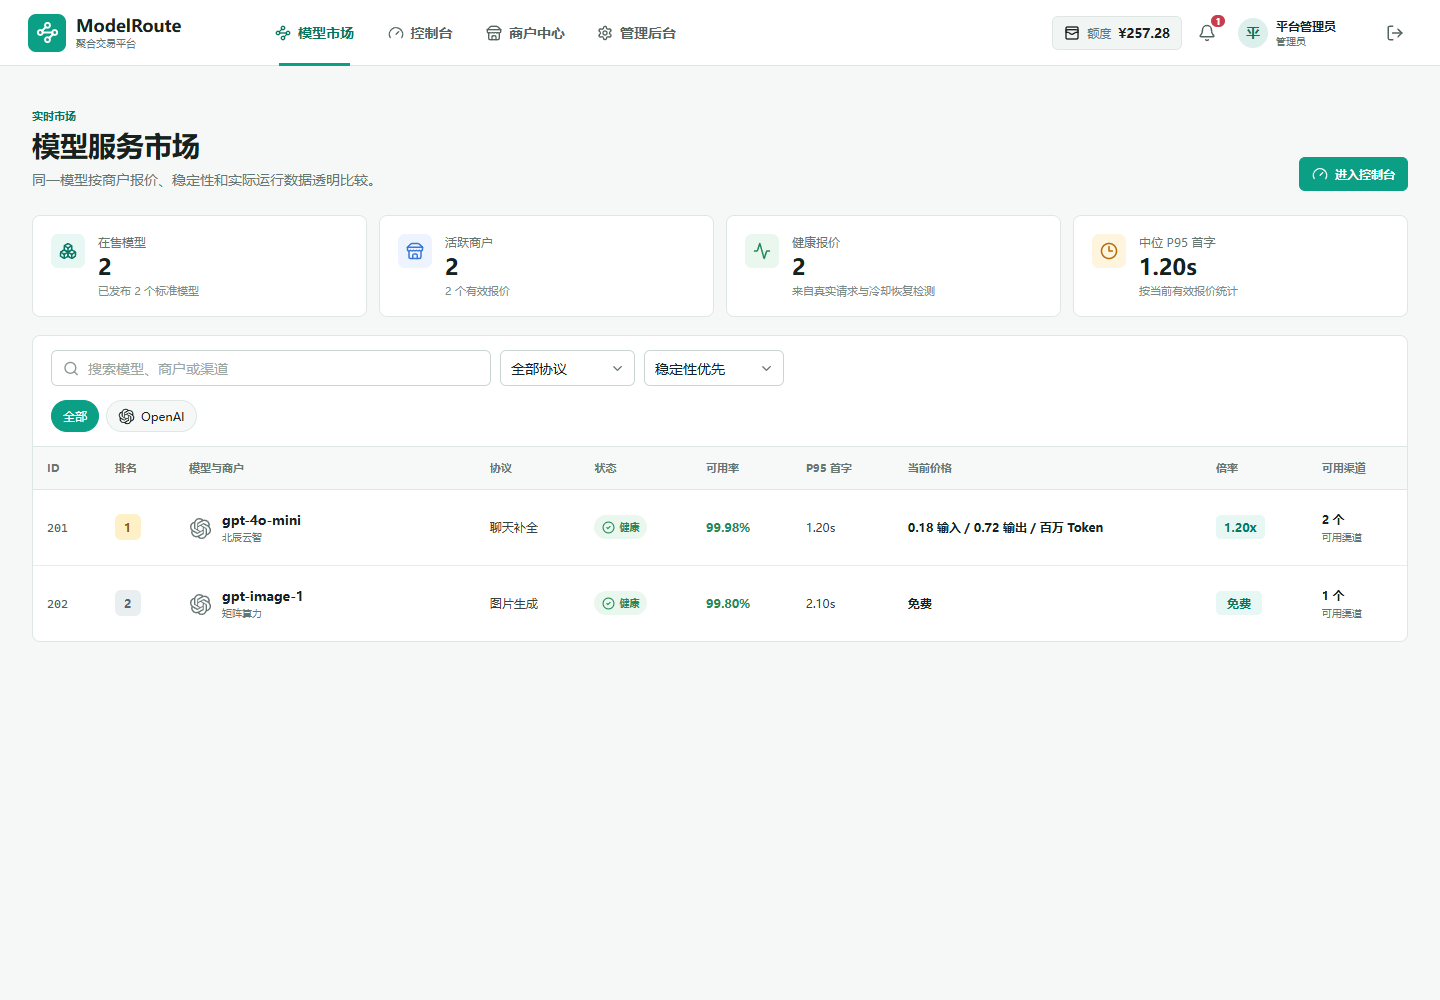 ModelRoute
聚合交易平台
模型市场
控制台
商户中心
管理后台
额度 ¥257.28
1
平
平台管理员
管理员
实时市场
模型服务市场
同一模型按商户报价、稳定性和实际运行数据透明比较。
进入控制台
在售模型
2
已发布 2 个标准模型
活跃商户
2
2 个有效报价
健康报价
2
来自真实请求与冷却恢复检测
中位 P95 首字
1.20s
按当前有效报价统计
搜索模型、商户或渠道
全部协议
稳定性优先
全部
OpenAI
ID 排名 模型与商户 协议 状态 可用率 P95 首字 当前价格 倍率 可用渠道
201 1 gpt-4o-mini 聊天补全 健康 99.98% 1.20s 0.18 输入 / 0.72 输出 / 百万 Token 1.20x 2 个
北辰云智 可用渠道
202 2 gpt-image-1 图片生成 健康 99.80% 2.10s 免费 免费 1 个
矩阵算力 可用渠道